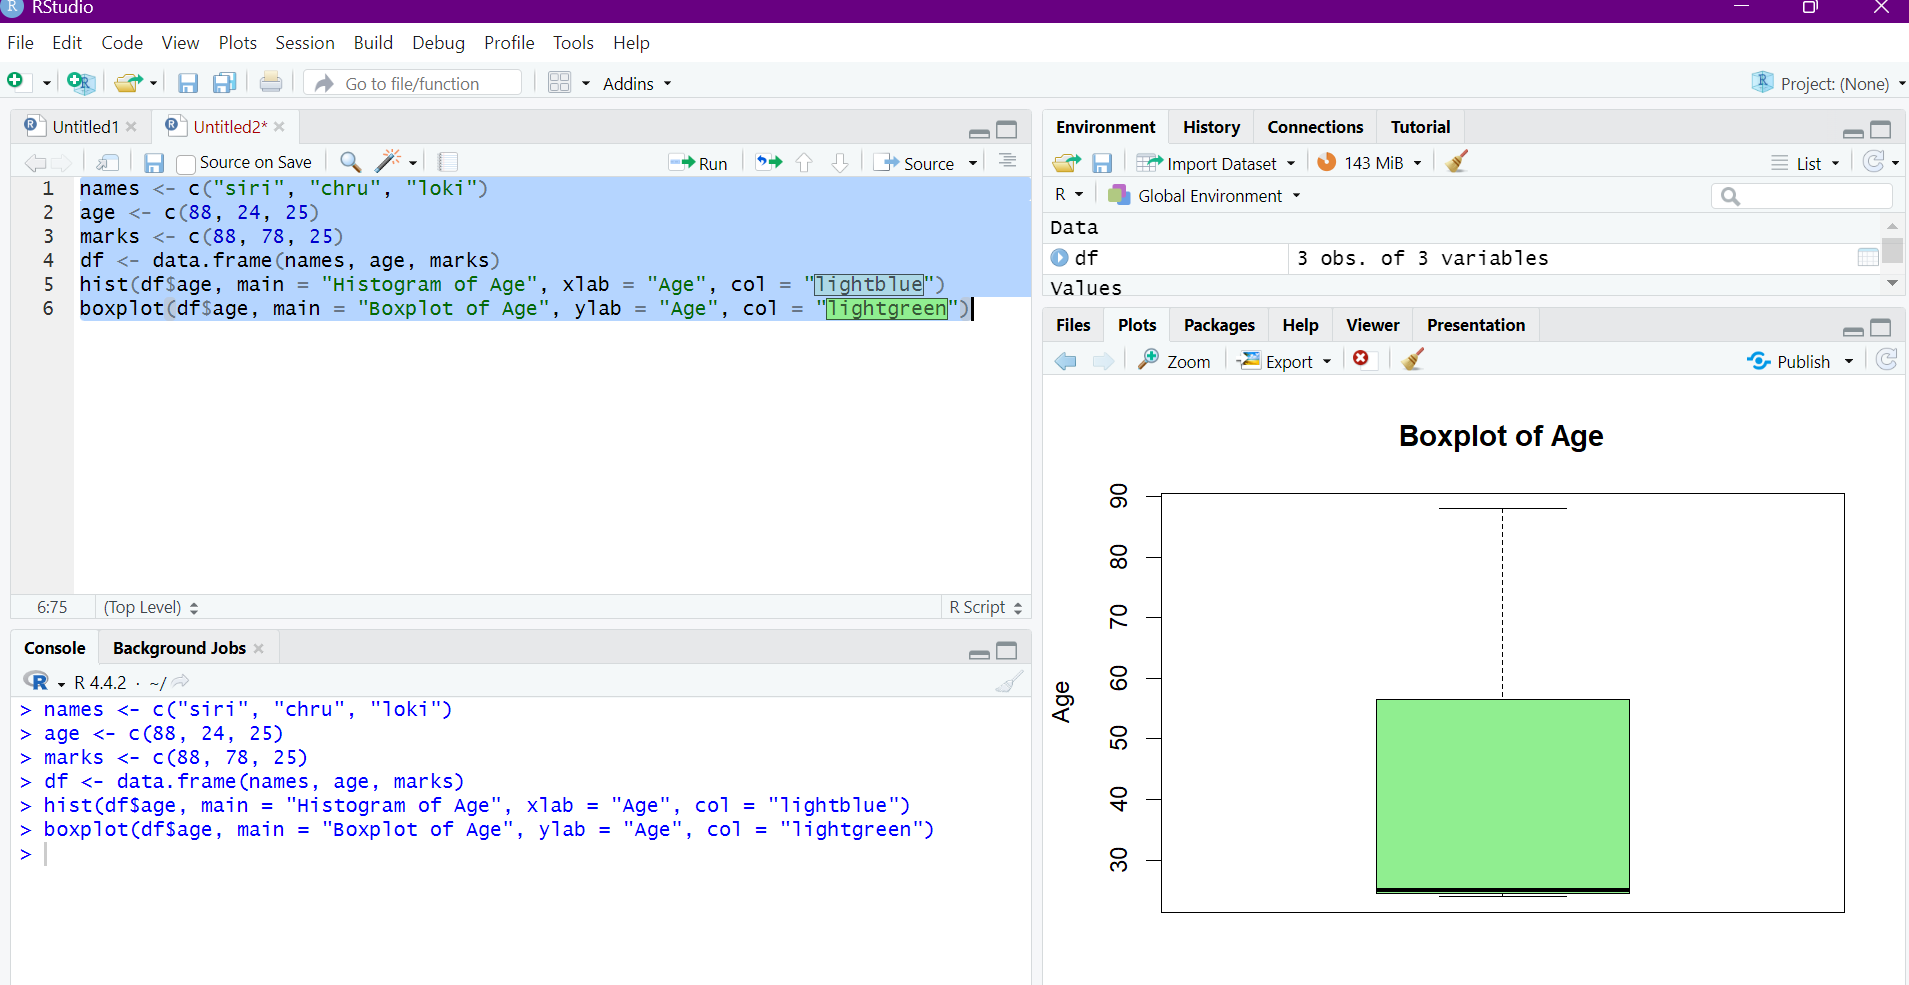 RStudio
File Edit Code View Plots Session Build Debug Profile Tools Help
Go to file/function Addins Project: (None)
Untitled1 Untitled2*
Source on Save Run Source
1 names <- c("siri", "chru", "loki")
2 age <- c(88, 24, 25)
3 marks <- c(88, 78, 25)
4 df <- data.frame(names, age, marks)
5 hist(df$age, main = "Histogram of Age", xlab = "Age", col = "lightblue")
6 boxplot(df$age, main = "Boxplot of Age", ylab = "Age", col = "lightgreen")
6:75 (Top Level) R Script
Console Background Jobs
R 4.4.2 · ~/
> names <- c("siri", "chru", "loki")
> age <- c(88, 24, 25)
> marks <- c(88, 78, 25)
> df <- data.frame(names, age, marks)
> hist(df$age, main = "Histogram of Age", xlab = "Age", col = "lightblue")
> boxplot(df$age, main = "Boxplot of Age", ylab = "Age", col = "lightgreen")
>
Environment History Connections Tutorial
Import Dataset 143 MiB List
R Global Environment
Data
df 3 obs. of 3 variables
Values
Files Plots Packages Help Viewer Presentation
Zoom Export Publish
Boxplot of Age
90
80
70
60
50
40
30
Age